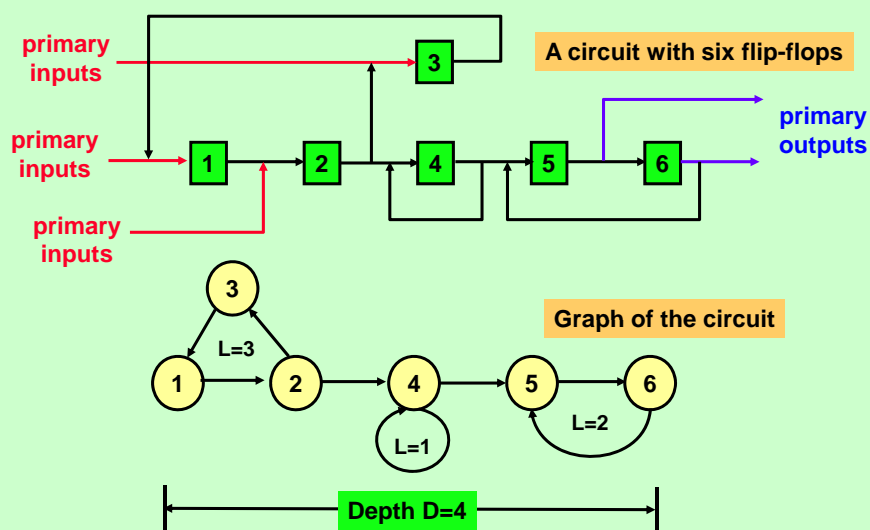 primary
inputs
3
A circuit with six flip-flops
primary
inputs
1
2
4
5
6
primary
outputs
primary
inputs
3
Graph of the circuit
L=3
1
2
4
5
6
L=1
L=2
Depth D=4